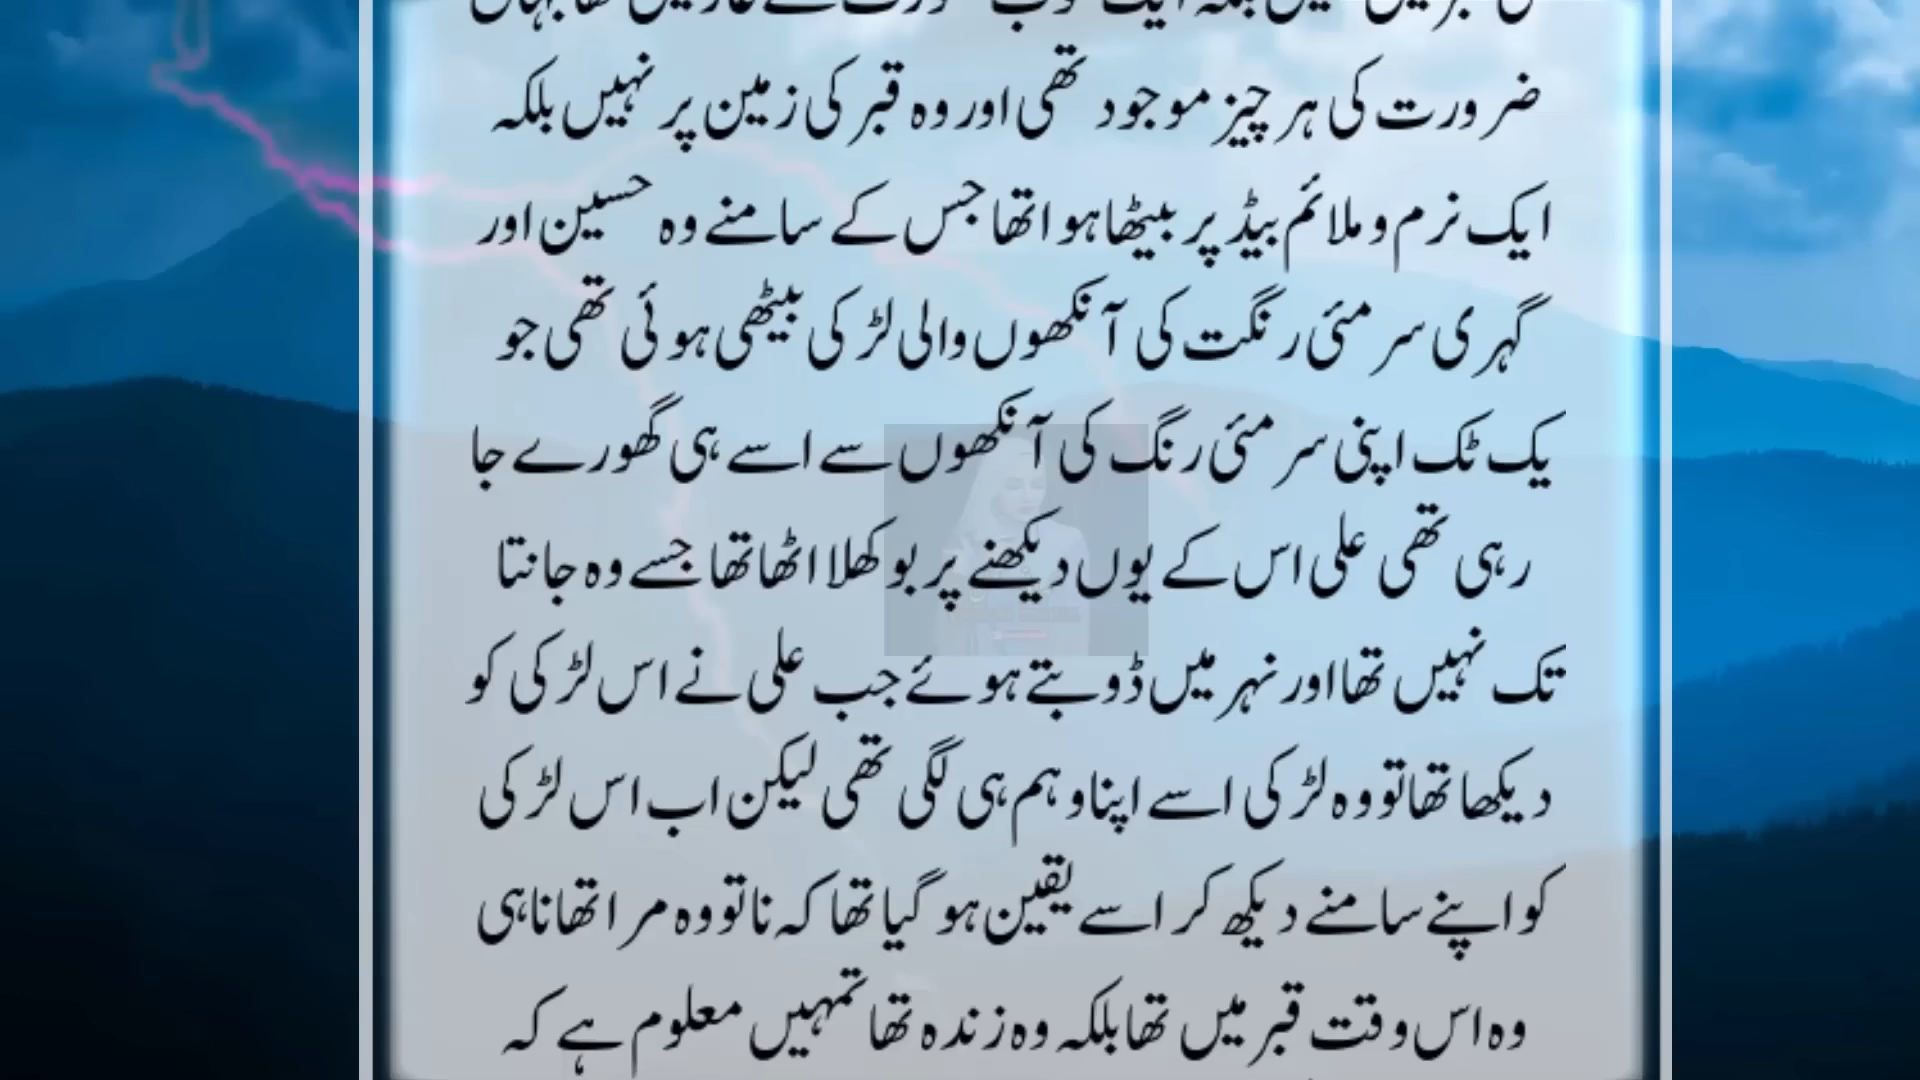 ضرورت کی ہر چیز موجود تھی اور وہ قبر کی زمین پر نہیں بلکہ
ایک نرم و ملائم بیڈ پر بیٹھا ہوا تھا جس کے سامنے وہ حسین اور
گہری سرمئی رنگت کی آنکھوں والی لڑکی بیٹھی ہوئی تھی جو
یک ٹک اپنی سرمئی رنگ کی آنکھوں سے اسے ہی گھورے جا
رہی تھی علی اس کے یوں دیکھنے پر بوکھلا اٹھا تھا جسے وہ جانتا
تک نہیں تھا اور نہر میں ڈوبتے ہوئے جب علی نے اس لڑکی کو
دیکھا تھا تو وہ لڑکی اسے اپنا وہم ہی لگی تھی لیکن اب اس لڑکی
کو اپنے سامنے دیکھ کر اسے یقین ہو گیا تھا کہ نا تو وہ مرا تھا نا ہی
وہ اس وقت قبر میں تھا بلکہ وہ زندہ تھا تمہیں معلوم ہے کہ